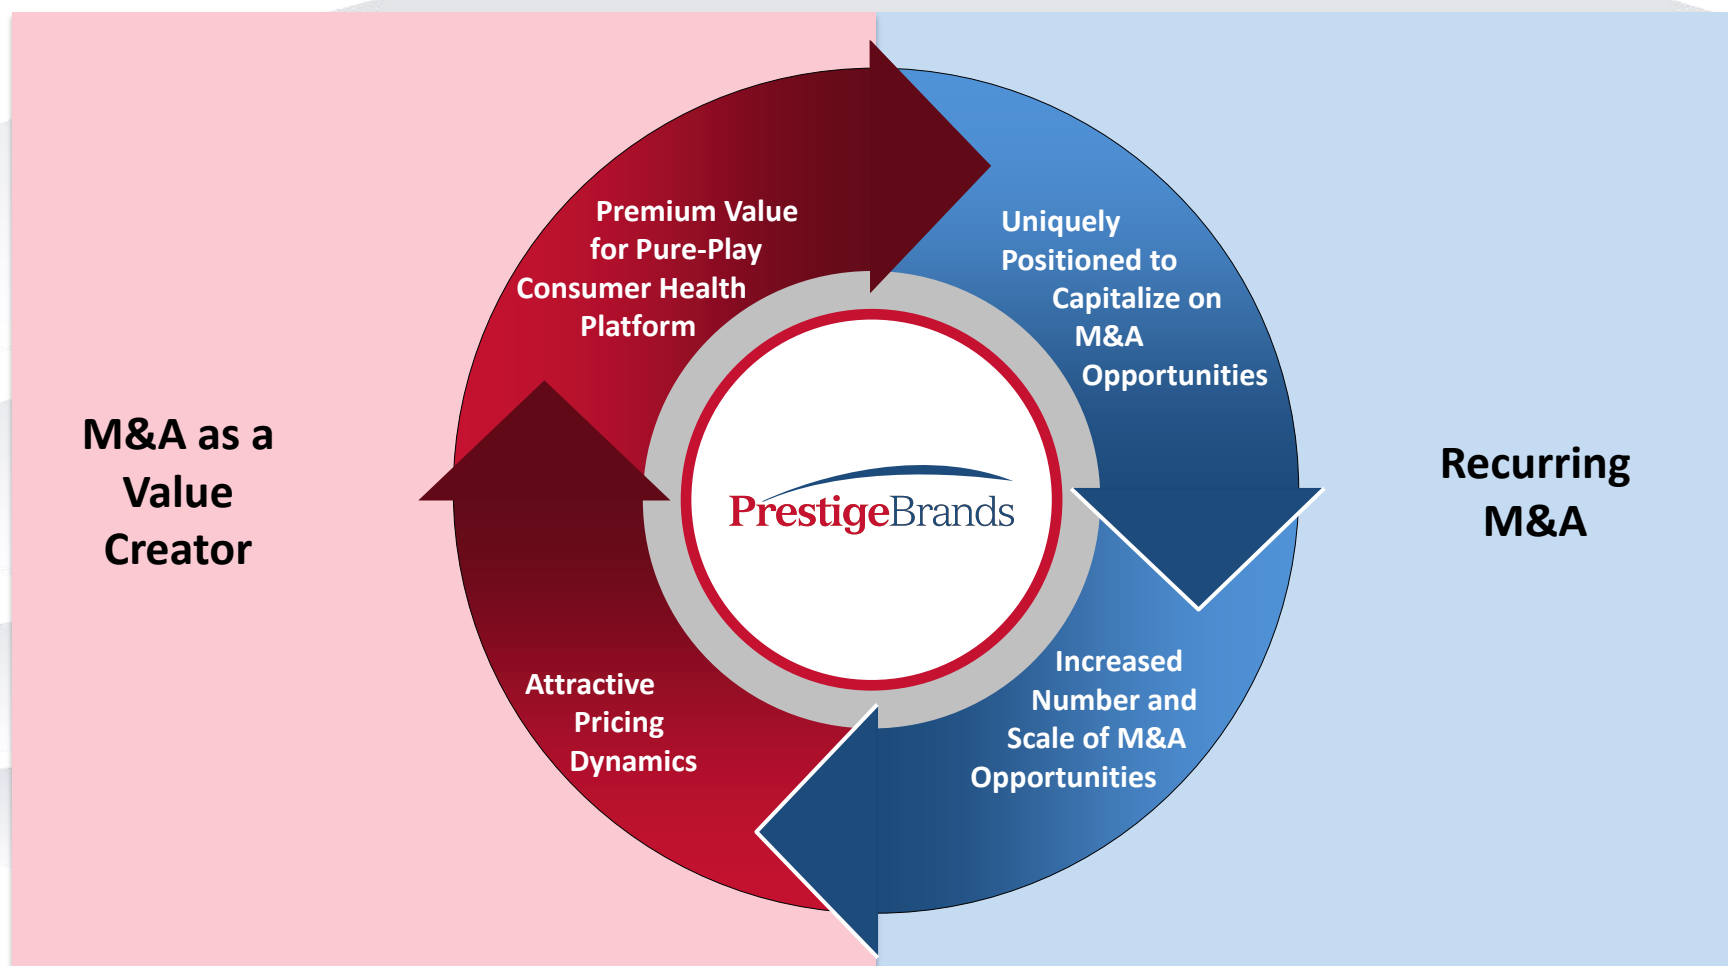 Premium Value
for Pure-Play
Consumer Health
Platform
Uniquely
Positioned to
Capitalize on
M&A
Opportunities
M&A as a
Value
Creator
PrestigeBrands
Recurring
M&A
Attractive
Pricing
Dynamics
Increased
Number and
Scale of M&A
Opportunities